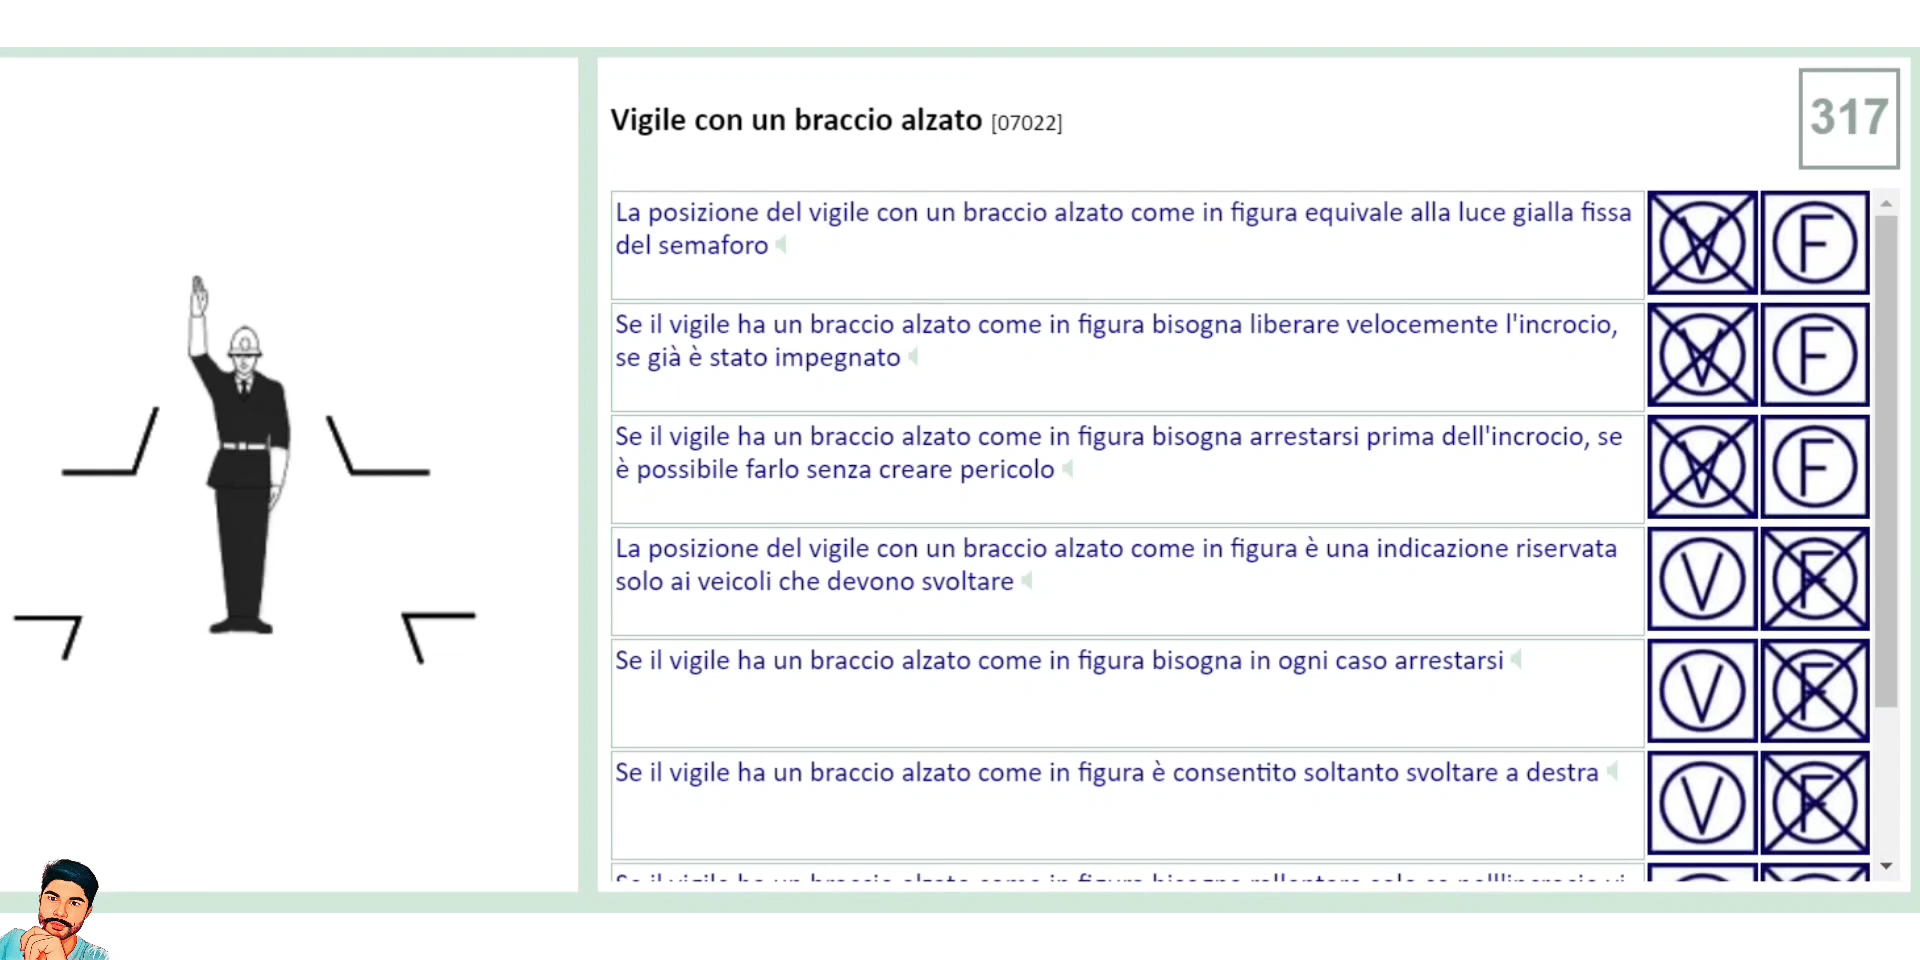 Vigile con un braccio alzato [07022]
317
La posizione del vigile con un braccio alzato come in figura equivale alla luce gialla fissa
del semaforo
V F
Se il vigile ha un braccio alzato come in figura bisogna liberare velocemente l'incrocio,
se già è stato impegnato
V F
Se il vigile ha un braccio alzato come in figura bisogna arrestarsi prima dell'incrocio, se
è possibile farlo senza creare pericolo
V F
La posizione del vigile con un braccio alzato come in figura è una indicazione riservata
solo ai veicoli che devono svoltare
V F
Se il vigile ha un braccio alzato come in figura bisogna in ogni caso arrestarsi
V F
Se il vigile ha un braccio alzato come in figura è consentito soltanto svoltare a destra
V F